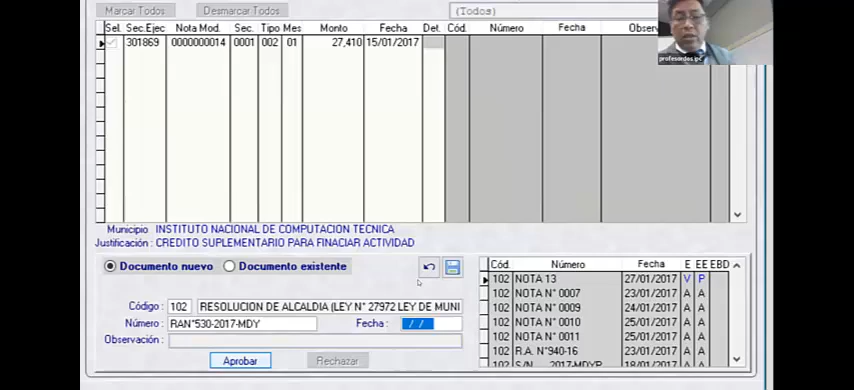 Marcar Todos Desmarcar Todos (Todos)
Sel. Sec.Ejec Nota Mod. Sec. Tipo Mes Monto Fecha Det. Cód. Número Fecha
301869 0000000014 0001 002 01 27,410 15/01/2017
profesordos.ipc
Municipio INSTITUTO NACIONAL DE COMPUTACION TECNICA
Justificación : CREDITO SUPLEMENTARIO PARA FINACIAR ACTIVIDAD
Documento nuevo Documento existente
Código : 102 RESOLUCION DE ALCALDIA (LEY N° 27972 LEY DE MUNI
Número : RAN°530-2017-MDY Fecha : / /
Observación :
Aprobar Rechazar
Cód. Número Fecha E EE EBD
102 NOTA 13 27/01/2017 V P
102 NOTA N° 0007 23/01/2017 A A
102 NOTA N° 0009 24/01/2017 A A
102 NOTA N° 0010 25/01/2017 A A
102 NOTA N° 0011 25/01/2017 A A
102 R.A. N°940-16 23/01/2017 A A
102 18/01/2017 A A